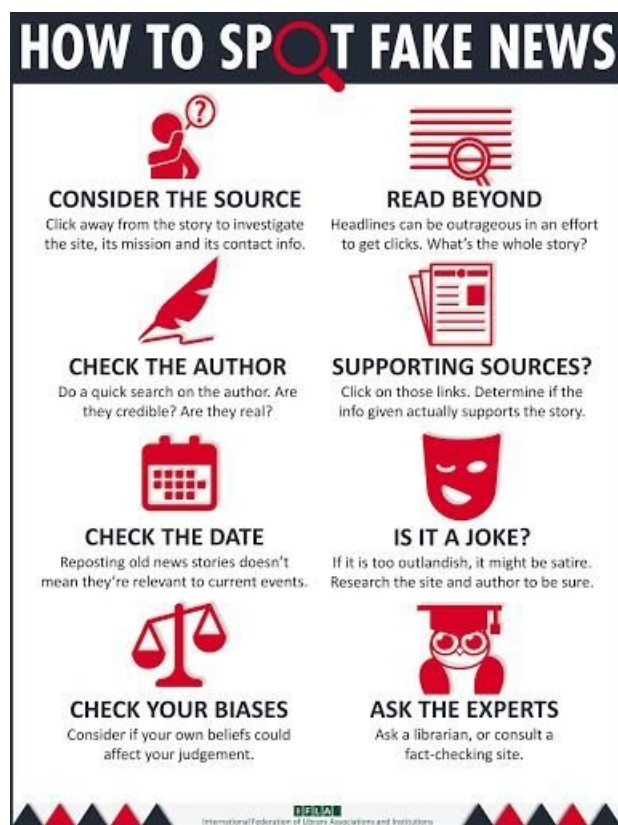 HOW TO SPOT FAKE NEWS
?
CONSIDER THE SOURCE
Click away from the story to investigate
the site, its mission and its contact info.
READ BEYOND
Headlines can be outrageous in an effort
to get clicks. What's the whole story?
CHECK THE AUTHOR
Do a quick search on the author. Are
they credible? Are they real?
SUPPORTING SOURCES?
Click on those links. Determine if the
info given actually supports the story.
CHECK THE DATE
Reposting old news stories doesn't
mean they're relevant to current events.
IS IT A JOKE?
If it is too outlandish, it might be satire.
Research the site and author to be sure.
CHECK YOUR BIASES
Consider if your own beliefs could
affect your judgement.
ASK THE EXPERTS
Ask a librarian, or consult a
fact-checking site.
IFLA
International Federation of Library Associations and Institutions